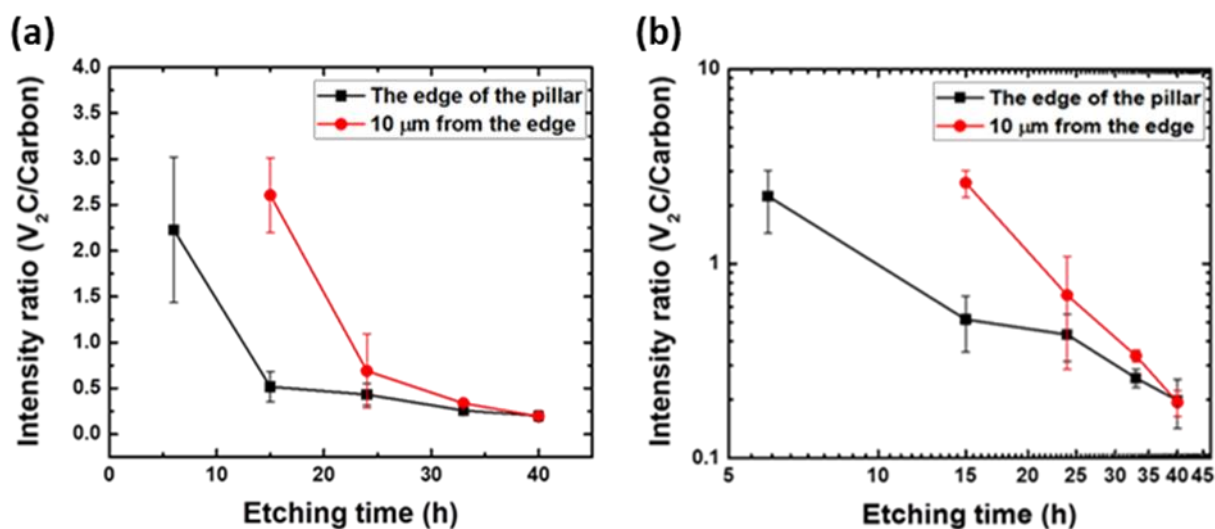 (a)
Intensity ratio (V₂C/Carbon)
4.0
3.5
3.0
2.5
2.0
1.5
1.0
0.5
0.0
The edge of the pillar
10 μm from the edge
0 10 20 30 40
Etching time (h)
(b)
Intensity ratio (V₂C/Carbon)
10
1
0.1
The edge of the pillar
10 μm from the edge
5 10 15 20 25 30 35 40 45
Etching time (h)